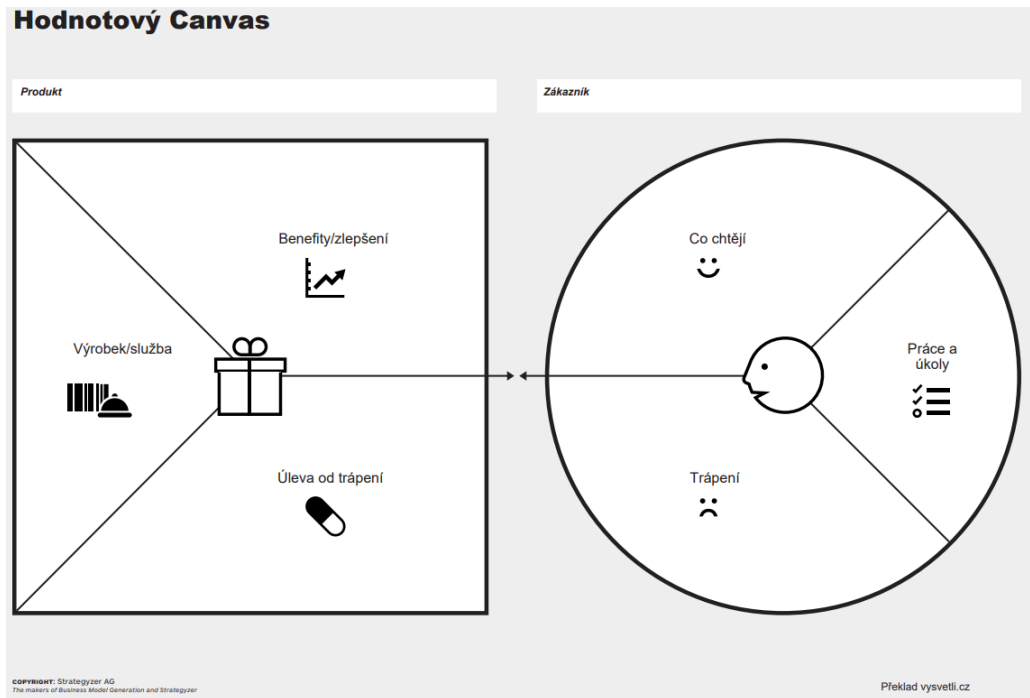 Hodnotový Canvas
Produkt
Zákazník
Benefity/zlepšení
Výrobek/služba
Úleva od trápení
Co chtějí
Práce a
úkoly
Trápení
COPYRIGHT: Strategyzer AG
The makers of Business Model Generation and Strategyzer
Překlad vysvetli.cz